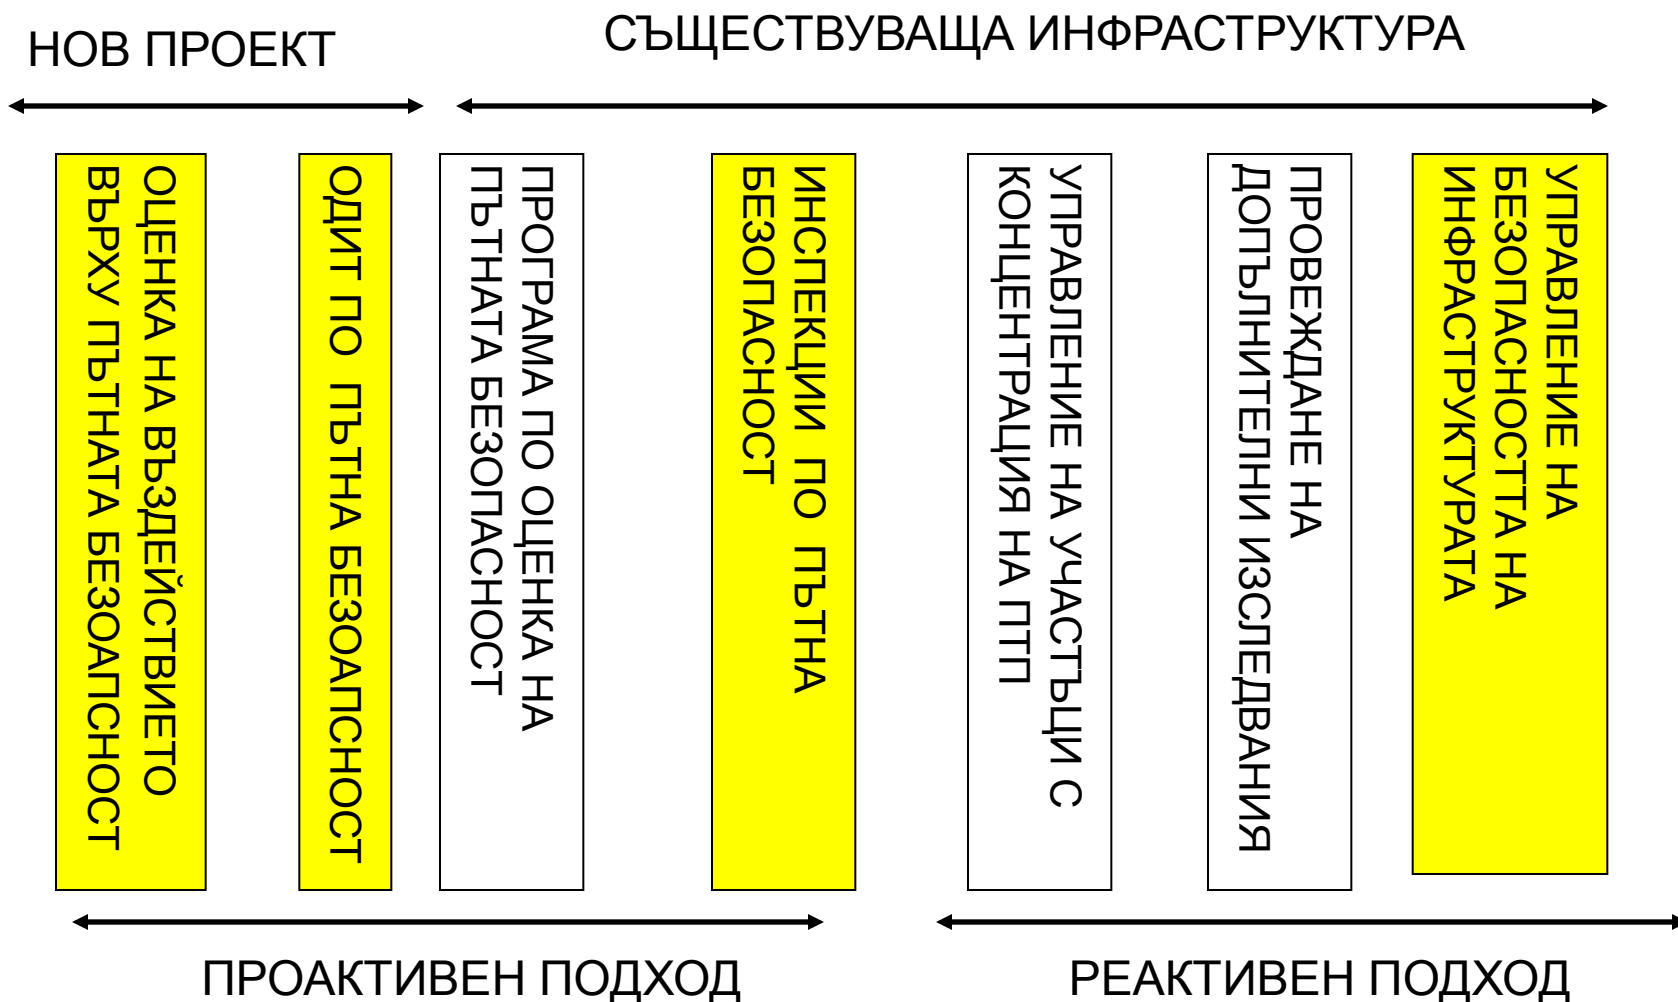 НОВ ПРОЕКТ
СЪЩЕСТВУВАЩА ИНФРАСТРУКТУРА
ОЦЕНКА НА ВЪЗДЕЙСТВИЕТО
ВЪРХУ ПЪТНАТА БЕЗОАПСНОСТ
ОДИТ ПО ПЪТНА БЕЗОАПСНОСТ
ПРОГРАМА ПО ОЦЕНКА НА
ПЪТНАТА БЕЗОПАСНОСТ
ИНСПЕКЦИИ ПО ПЪТНА
БЕЗОПАСНОСТ
УПРАВЛЕНИЕ НА УЧАСТЪЦИ С
КОНЦЕНТРАЦИЯ НА ПТП
ПРОВЕЖДАНЕ НА
ДОПЪЛНИТЕЛНИ ИЗСЛЕДВАНИЯ
УПРАВЛЕНИЕ НА
БЕЗОПАСНОСТТА НА
ИНФРАСТРУКТУРАТА
ПРОАКТИВЕН ПОДХОД
РЕАКТИВЕН ПОДХОД